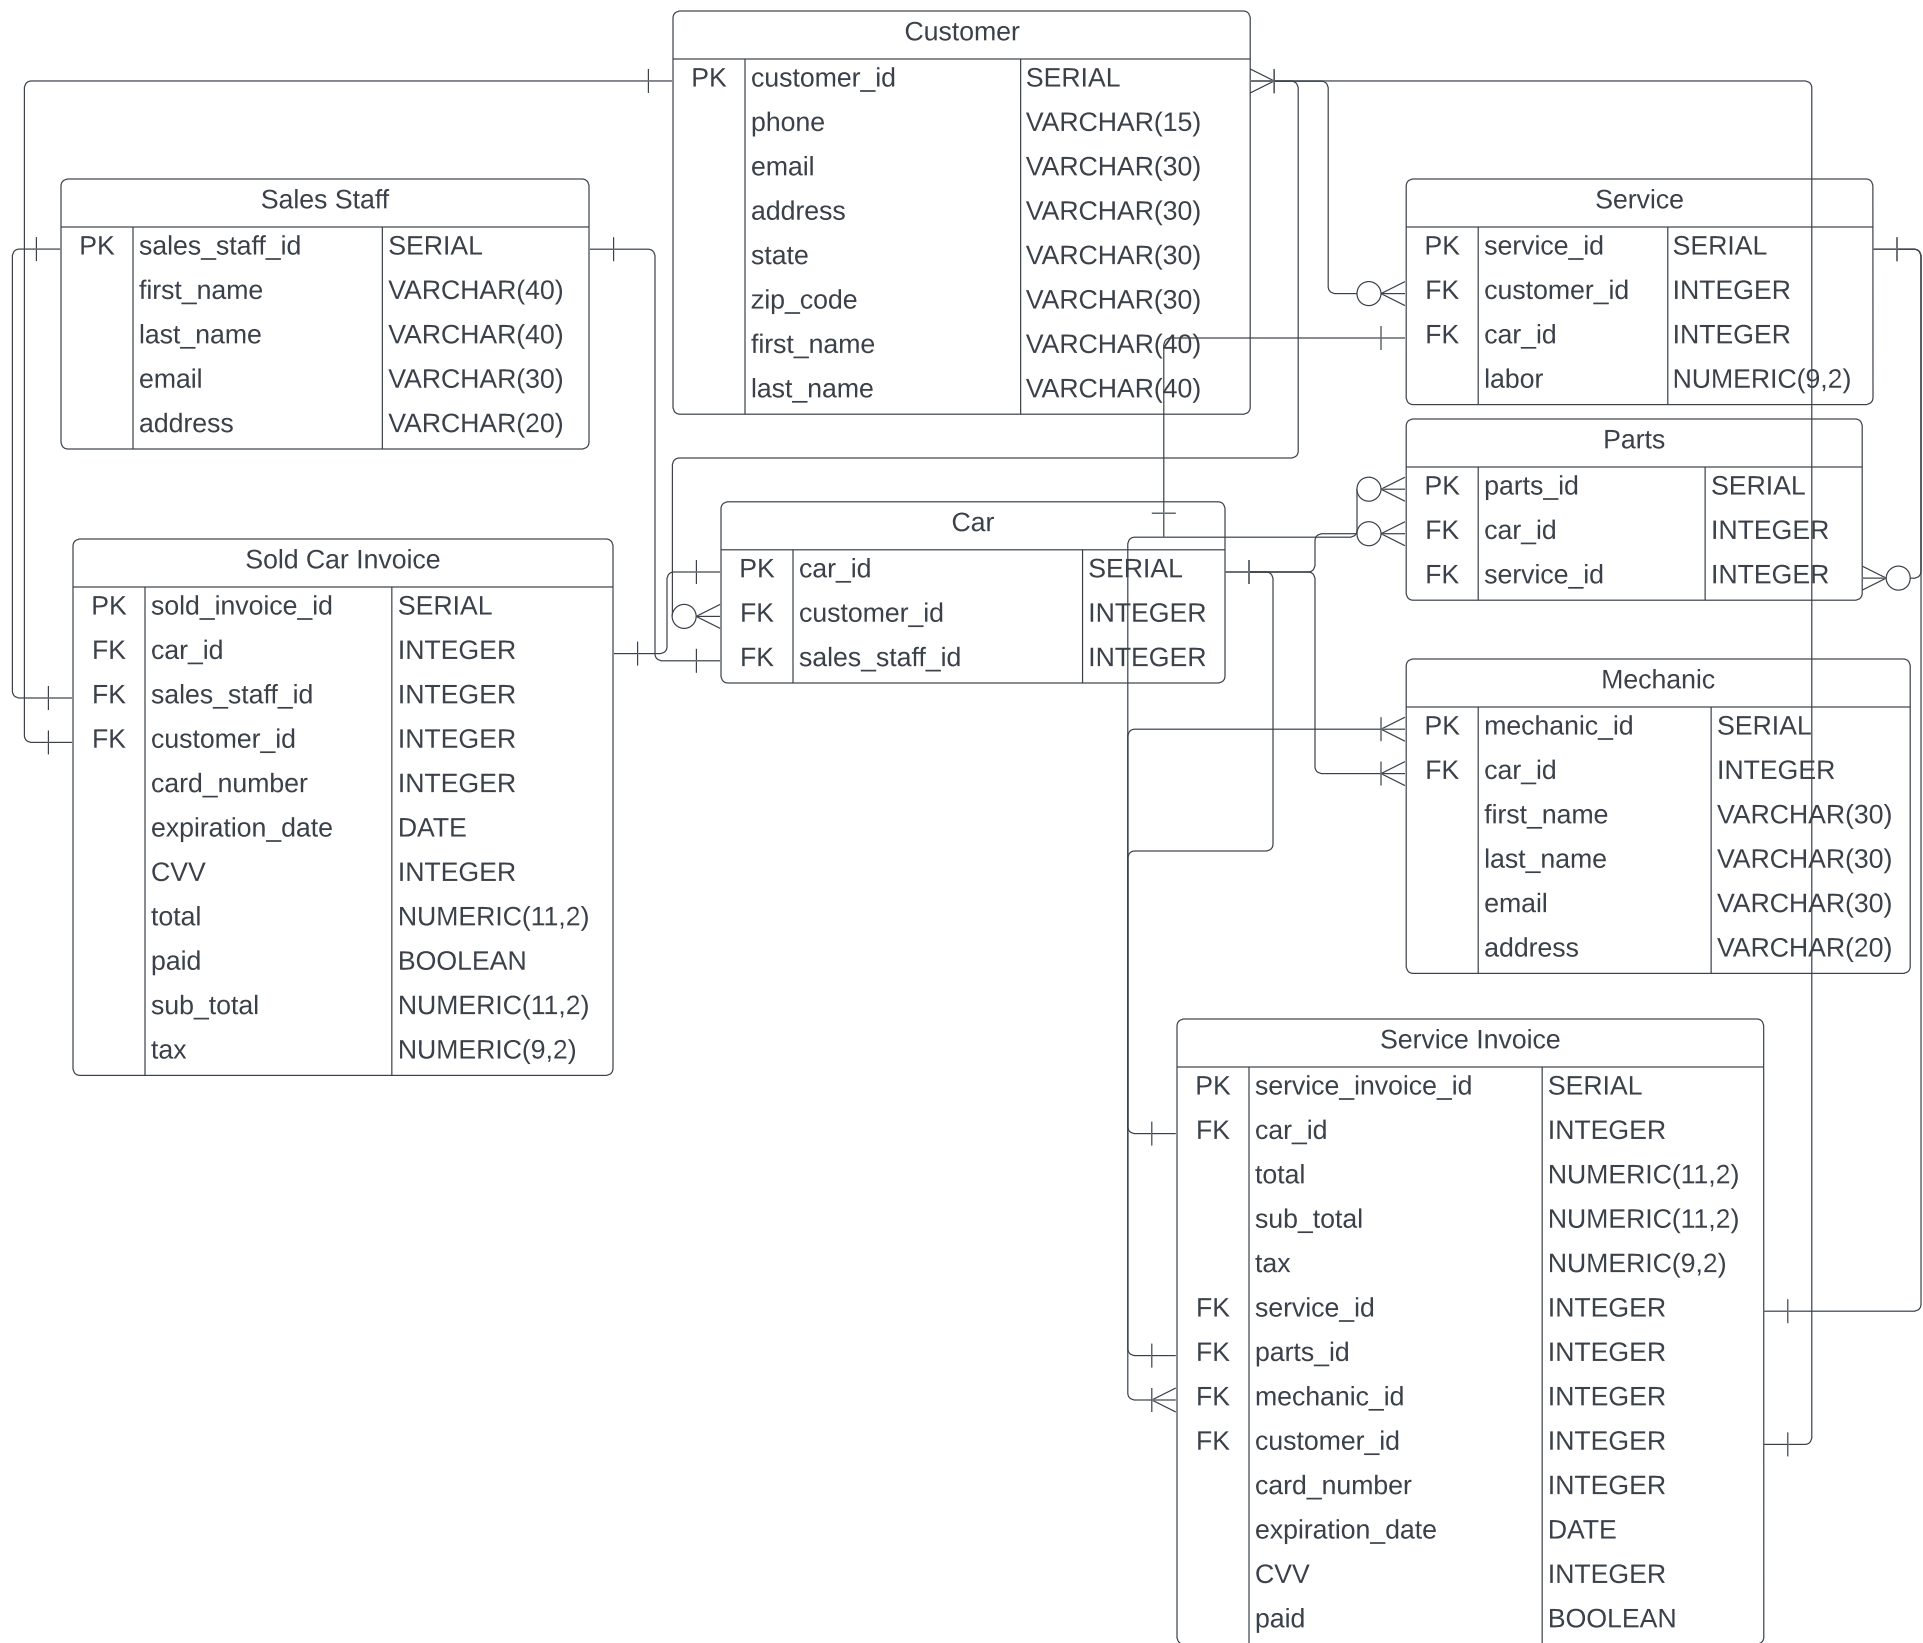 Customer
PK customer_id SERIAL
phone VARCHAR(15)
email VARCHAR(30)
address VARCHAR(30)
state VARCHAR(30)
zip_code VARCHAR(30)
first_name VARCHAR(40)
last_name VARCHAR(40)
Sales Staff
PK sales_staff_id SERIAL
first_name VARCHAR(40)
last_name VARCHAR(40)
email VARCHAR(30)
address VARCHAR(20)
Service
PK service_id SERIAL
FK customer_id INTEGER
FK car_id INTEGER
labor NUMERIC(9,2)
Parts
PK parts_id SERIAL
FK car_id INTEGER
FK service_id INTEGER
Car
PK car_id SERIAL
FK customer_id INTEGER
FK sales_staff_id INTEGER
Sold Car Invoice
PK sold_invoice_id SERIAL
FK car_id INTEGER
FK sales_staff_id INTEGER
FK customer_id INTEGER
card_number INTEGER
expiration_date DATE
CVV INTEGER
total NUMERIC(11,2)
paid BOOLEAN
sub_total NUMERIC(11,2)
tax NUMERIC(9,2)
Mechanic
PK mechanic_id SERIAL
FK car_id INTEGER
first_name VARCHAR(30)
last_name VARCHAR(30)
email VARCHAR(30)
address VARCHAR(20)
Service Invoice
PK service_invoice_id SERIAL
FK car_id INTEGER
total NUMERIC(11,2)
sub_total NUMERIC(11,2)
tax NUMERIC(9,2)
FK service_id INTEGER
FK parts_id INTEGER
FK mechanic_id INTEGER
FK customer_id INTEGER
card_number INTEGER
expiration_date DATE
CVV INTEGER
paid BOOLEAN